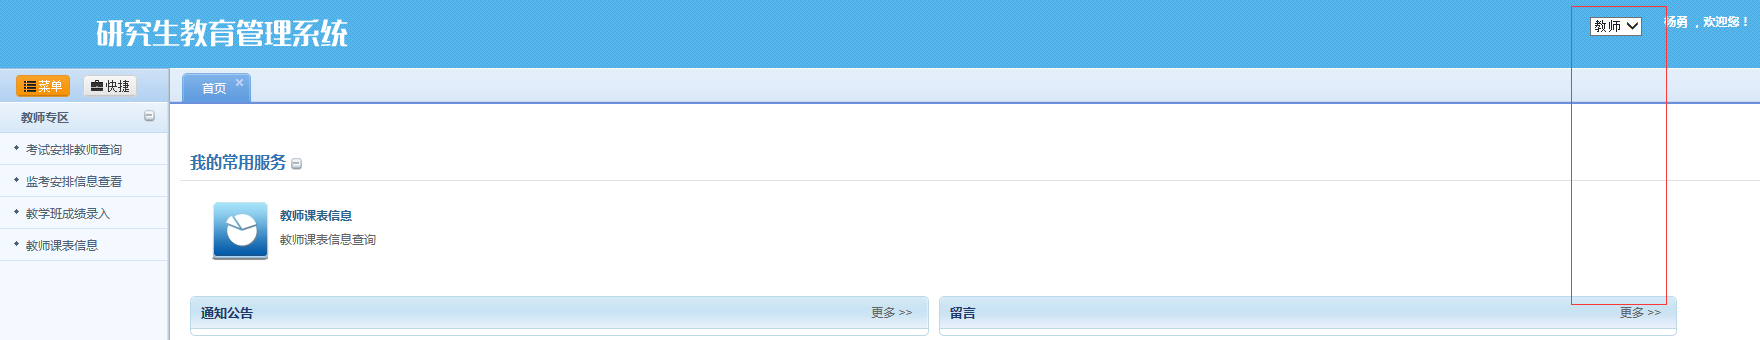 研究生教育管理系统
教师
杨勇，欢迎您！
菜单
快捷
首页
教师专区
考试安排教师查询
监考安排信息查看
教学班成绩录入
教师课表信息
我的常用服务
教师课表信息
教师课表信息查询
通知公告
更多 >>
留言
更多 >>